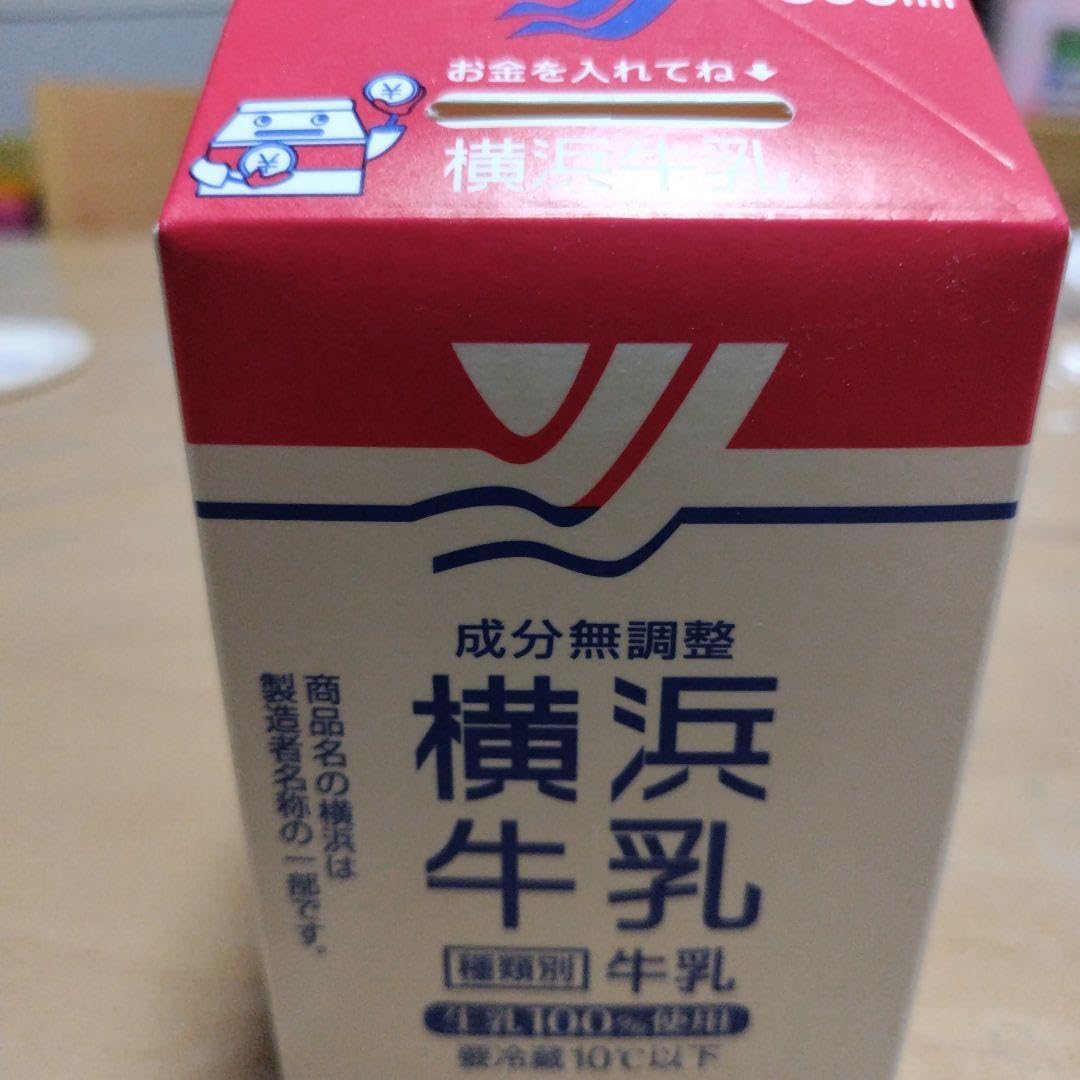 お金を入れてね
横浜牛乳
成分無調整
横浜
牛乳
種類別 牛乳
生乳100%使用
要冷蔵10℃以下
商品名の横浜は
製造者名称の一部です。